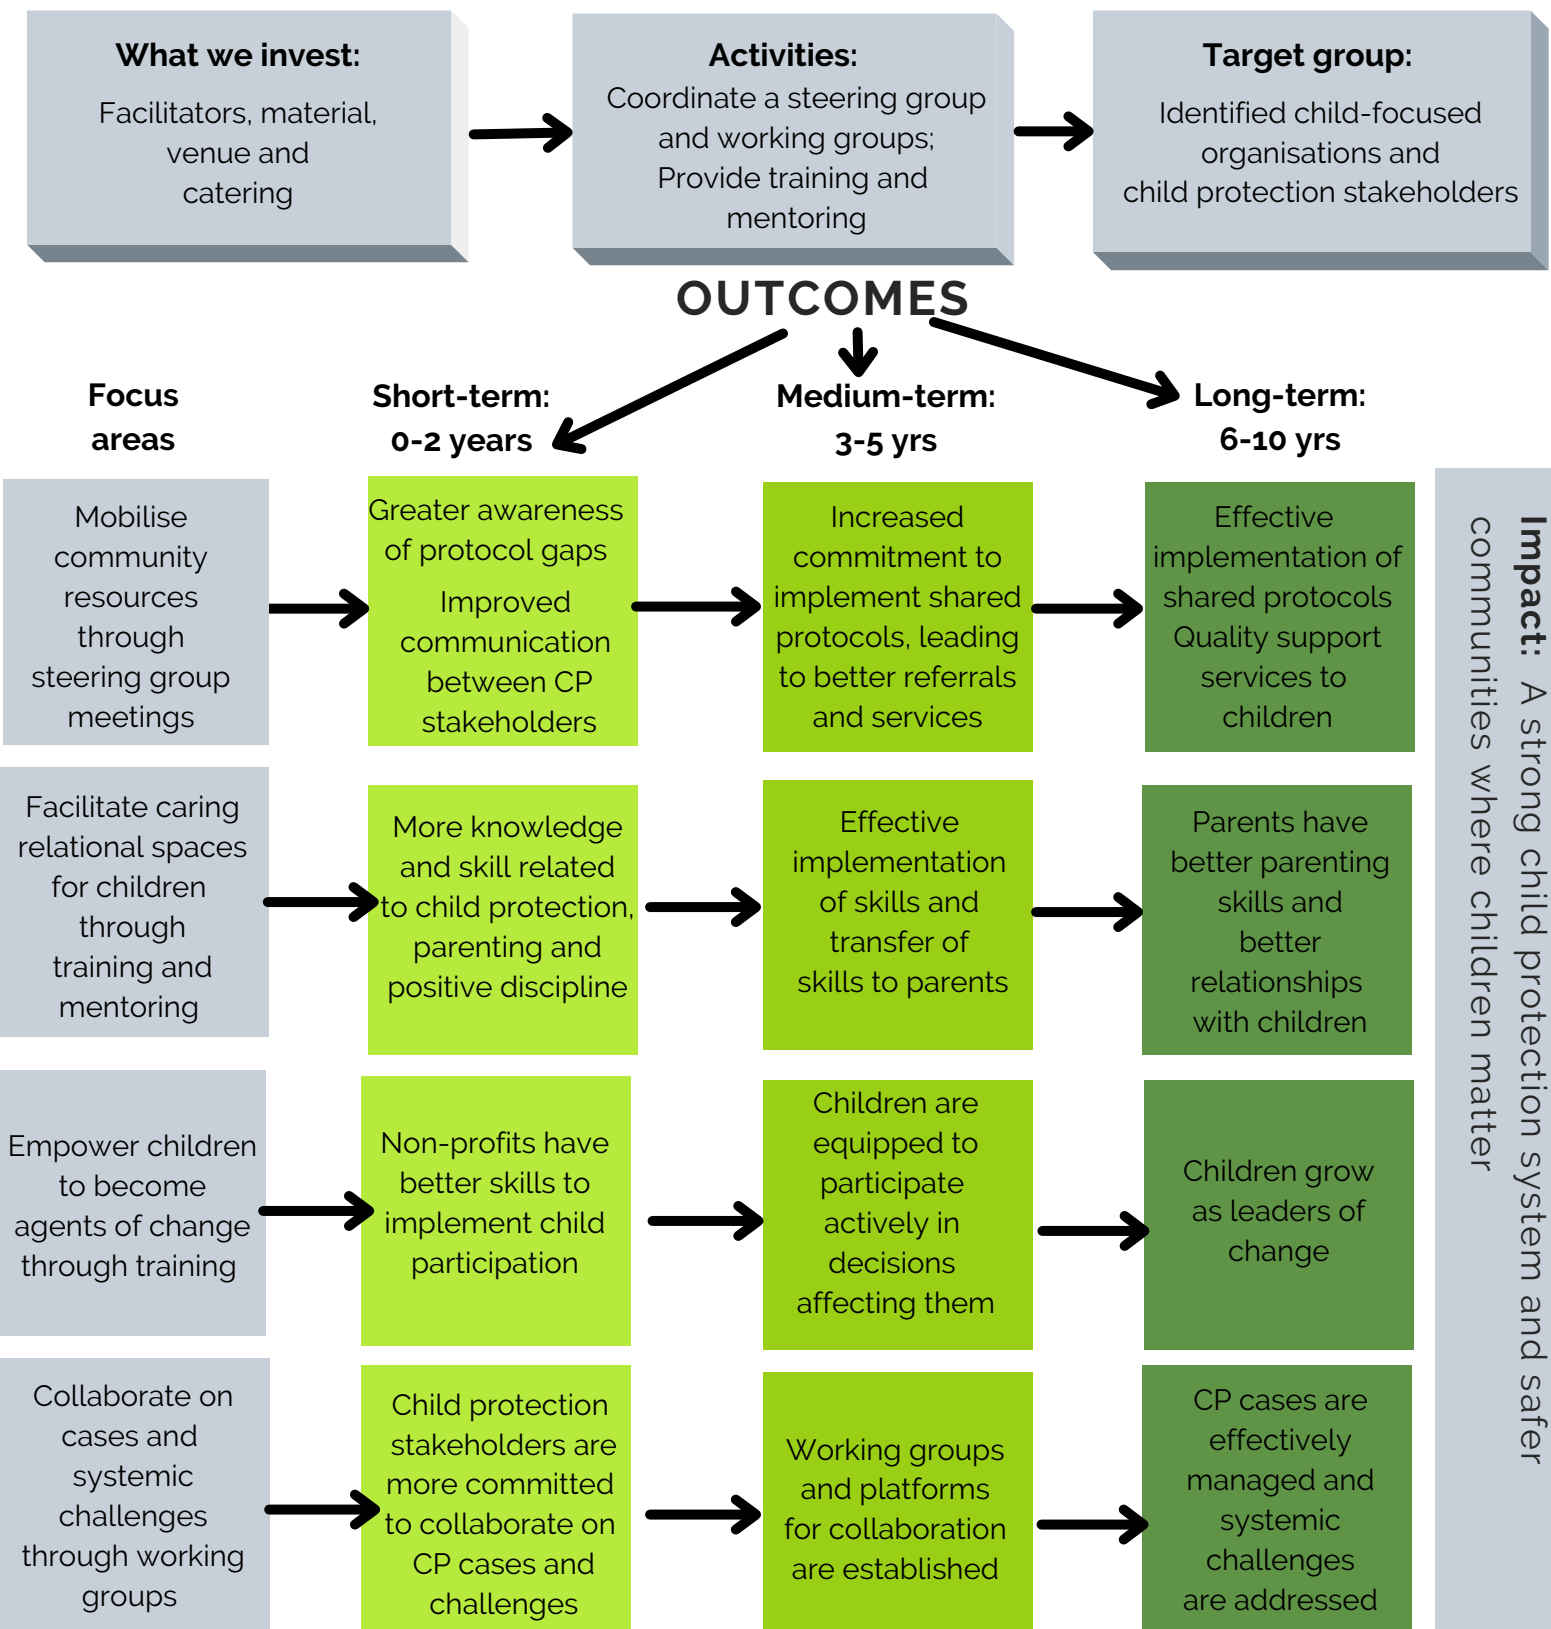 What we invest:
Facilitators, material,
venue and
catering
Activities:
Coordinate a steering group
and working groups;
Provide training and
mentoring
Target group:
Identified child-focused
organisations and
child protection stakeholders
OUTCOMES
Focus
areas
Short-term:
0-2 years
Medium-term:
3-5 yrs
Long-term:
6-10 yrs
Mobilise
community
resources
through
steering group
meetings
Greater awareness
of protocol gaps
Improved
communication
between CP
stakeholders
Increased
commitment to
implement shared
protocols, leading
to better referrals
and services
Effective
implementation of
shared protocols
Quality support
services to
children
Facilitate caring
relational spaces
for children
through
training and
mentoring
More knowledge
and skill related
to child protection,
parenting and
positive discipline
Effective
implementation
of skills and
transfer of
skills to parents
Parents have
better parenting
skills and
better
relationships
with children
Empower children
to become
agents of change
through training
Non-profits have
better skills to
implement child
participation
Children are
equipped to
participate
actively in
decisions
affecting them
Children grow
as leaders of
change
Collaborate on
cases and
systemic
challenges
through working
groups
Child protection
stakeholders are
more committed
to collaborate on
CP cases and
challenges
Working groups
and platforms
for collaboration
are established
CP cases are
effectively
managed and
systemic
challenges
are addressed
Impact: A strong child protection system and safer
communities where children matter